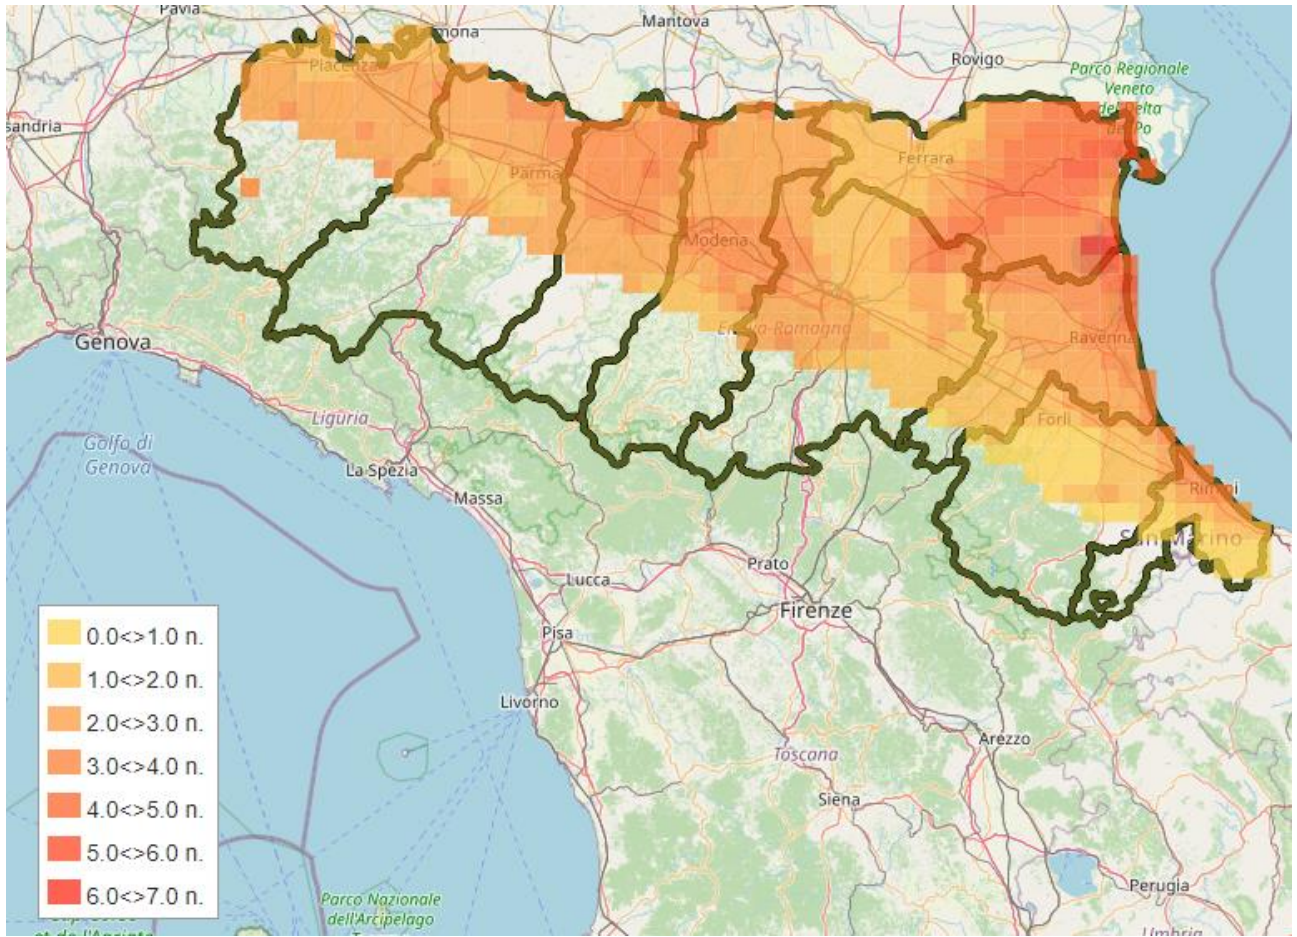 Pavia
mona
Mantova
Rovigo
Piacenza
Parco Regionale
Veneto
del Delta
del Po
sandria
Ferrara
Parma
Modena
Emilia-Romagna
Ravenna
Genova
Liguria
Forlì
Golfo di
Genova
La Spezia
Massa
Rimini
San Marino
Prato
Lucca
Firenze
Pisa
Livorno
Arezzo
Toscana
Siena
Perugia
Umbria
0.0<>1.0 n.
1.0<>2.0 n.
2.0<>3.0 n.
3.0<>4.0 n.
4.0<>5.0 n.
5.0<>6.0 n.
6.0<>7.0 n.
Parco Nazionale
dell'Arcipelago